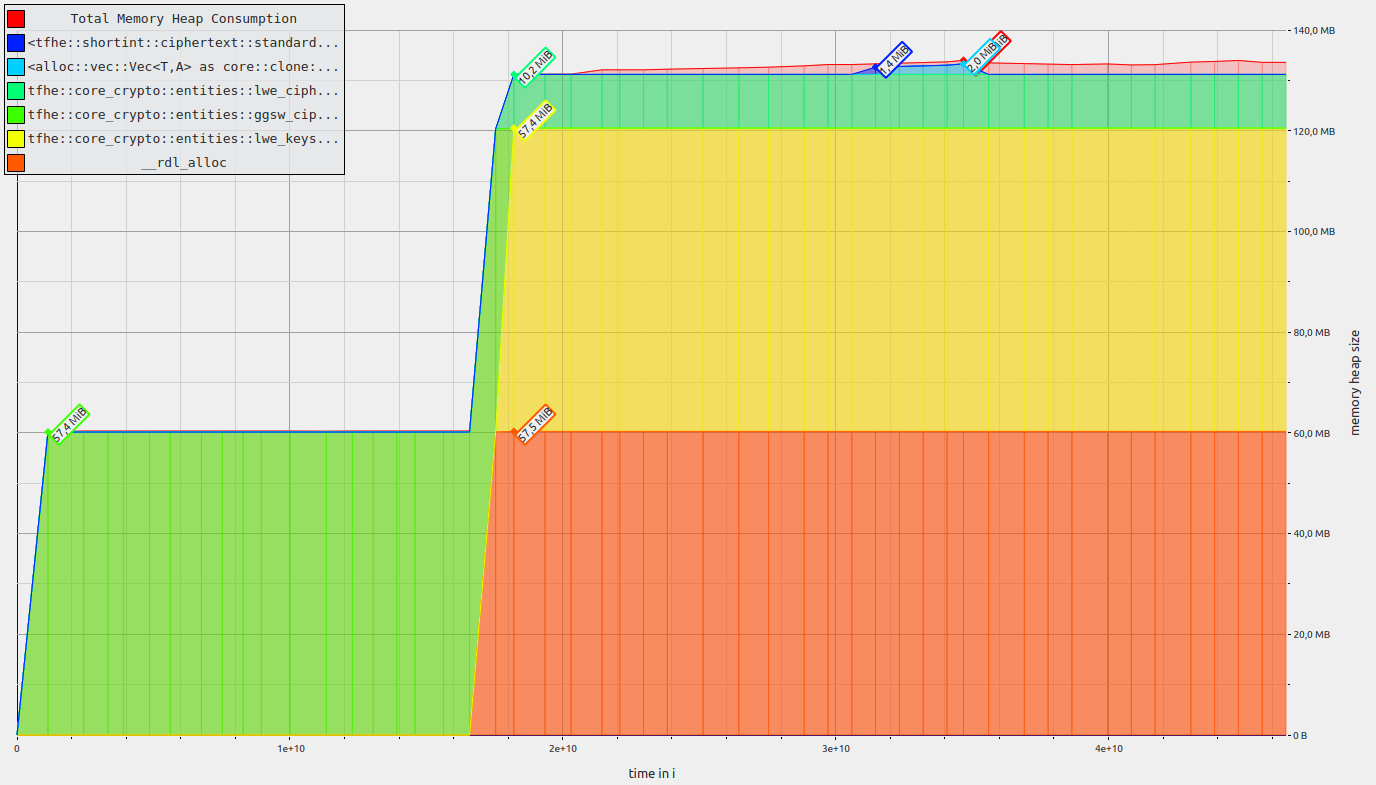 Total Memory Heap Consumption
<tfhe::shortint::ciphertext::standard...
<alloc::vec::Vec<T,A> as core::clone:...
tfhe::core_crypto::entities::lwe_ciph...
tfhe::core_crypto::entities::ggsw_cip...
tfhe::core_crypto::entities::lwe_keys...
__rdl_alloc
10,2 MiB
1,4 MiB
2,0 MiB
57,4 MiB
57,4 MiB
57,5 MiB
140,0 MB
120,0 MB
100,0 MB
80,0 MB
60,0 MB
40,0 MB
20,0 MB
0 B
memory heap size
0
1e+10
2e+10
3e+10
4e+10
time in i